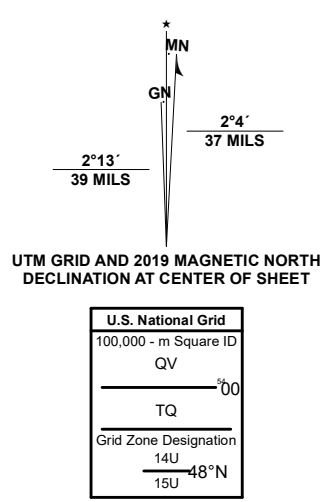 ★
MN
GN
2°4´
37 MILS
2°13´
39 MILS
UTM GRID AND 2019 MAGNETIC NORTH
DECLINATION AT CENTER OF SHEET
U.S. National Grid
100,000 - m Square ID
QV
5400
TQ
Grid Zone Designation
14U
48°N
15U